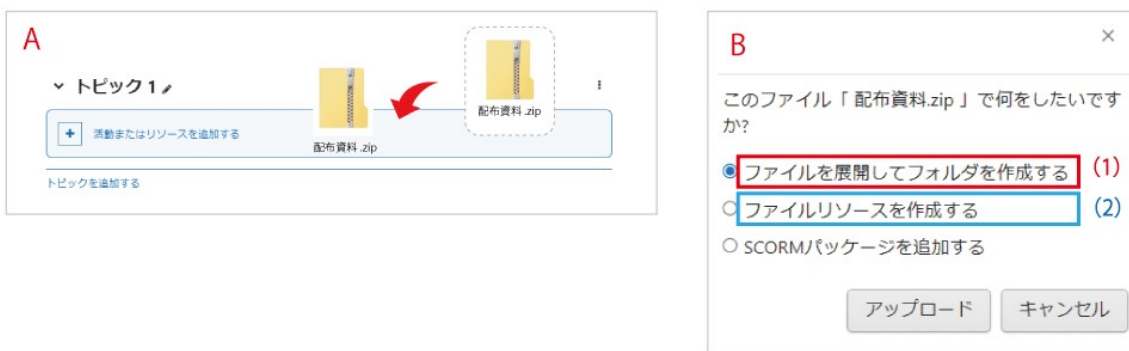 A
トピック 1
配布資料.zip
活動またはリソースを追加する
配布資料.zip
トピックを追加する
B
このファイル「 配布資料.zip 」で何をしたいです
か?
ファイルを展開してフォルダを作成する (1)
ファイルリソースを作成する (2)
SCORMパッケージを追加する
アップロード キャンセル